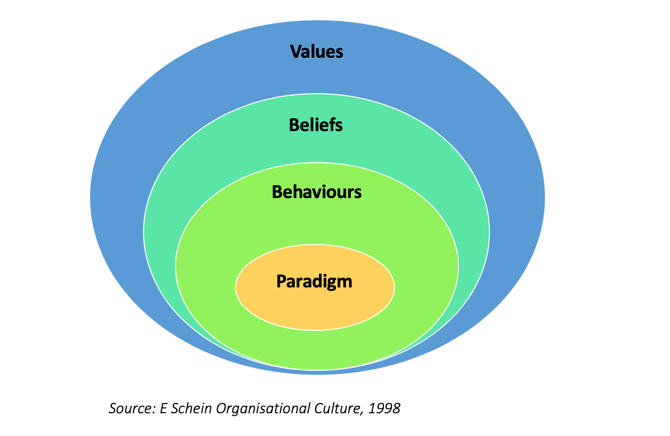 Values
Beliefs
Behaviours
Paradigm
Source: E Schein Organisational Culture, 1998